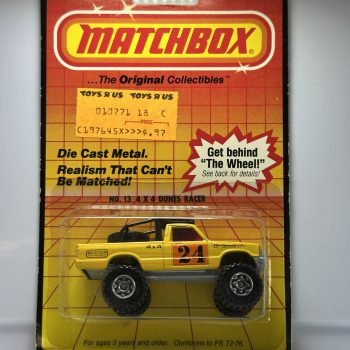 MATCHBOX
...The Original Collectibles™
TOYS R US TOYS R US
010771 18 C
PRICE
C197645X>>>$.97
Die Cast Metal.
Realism That Can't
Be Matched!
Get behind
"The Wheel!"
See back for details!
NO. 13 4 X 4 DUNES RACER
4x4
24
Goodrich
For ages 3 years and older. Conforms to PS 72-76.